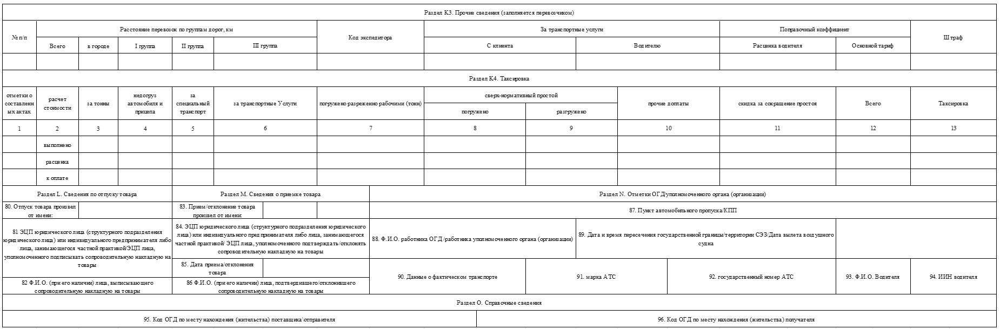 Раздел K3. Прочие сведения (заполняется перевозчиком)
№ п/п
Расстояние перевозок по группам дорог, км
Код экспедитора
За транспортные услуги
Поправочный коэффициент
Штраф
Всего
в городе
I группа
II группа
III группа
С клиента
Водителю
Расценка водителя
Основной тариф
Раздел K4. Таксировка
отметки о
составленн
ых актах
расчет
стоимости
за тонны
недогруз
автомобиля и
прицепа
за
специальный
транспорт
за транспортные Услуги
погружено разреженно рабочими (тонн)
сверх-нормативный простой
погружено
разгружено
прочие доплаты
скидка за сокращение простоя
Всего
Таксировка
1
2
3
4
5
6
7
8
9
10
11
12
13
выполнено
расценка
к оплате
Раздел L. Сведения по отпуску товара
Раздел M. Сведения о приемке товара
Раздел N. Отметки ОГД/уполномоченного органа (организации)
80. Отпуск товара произвел
от имени:
83. Прием/отклонение товара
произвел от имени:
87. Пункт автомобильного пропуска/КПП
81 ЭЦП юридического лица (структурного подразделения
юридического лица) или индивидуального предпринимателя либо
лица, занимающегося частной практикой/ЭЦП лица,
уполномоченного подписывать сопроводительную накладную на
товары
84. ЭЦП юридического лица (структурного подразделения юридического
лица) или индивидуального предпринимателя либо лица, занимающегося
частной практикой/ ЭЦП лица, уполномоченного подтверждать/отклонять
сопроводительную накладную на товары
88. Ф.И.О. работника ОГД /работника уполномоченного органа (организации)
89. Дата и время пересечения государственной границы/территории СЭЗ/Дата вылета воздушного
судна
85. Дата приема/отклонения
товара
82 Ф.И.О. (при его наличии) лица, выписывающего
сопроводительную накладную на товары
86 Ф.И.О. (при его наличии) лица, подтвердившего/отклонившего
сопроводительную накладную на товары
90. Данные о фактическом транспорте
91. марка АТС
92. государственный номер АТС
93. Ф.И.О. Водителя
94. ИИН водителя
Раздел O. Справочные сведения
95. Код ОГД по месту нахождения (жительства) поставщика\отправителя
96. Код ОГД по месту нахождения (жительства) получателя